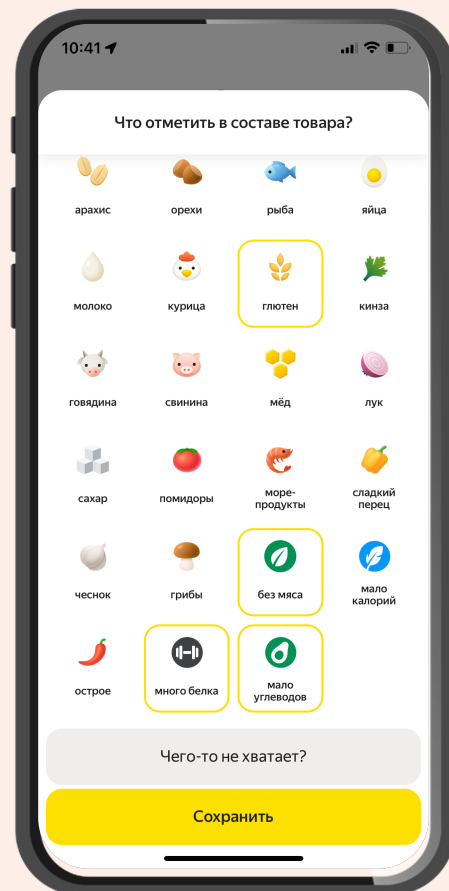 10:41
Что отметить в составе товара?
арахис
орехи
рыба
яйца
молоко
курица
глютен
кинза
говядина
свинина
мёд
лук
сахар
помидоры
море-
продукты
сладкий
перец
чеснок
грибы
без мяса
мало
калорий
острое
много белка
мало
углеводов
Чего-то не хватает?
Сохранить